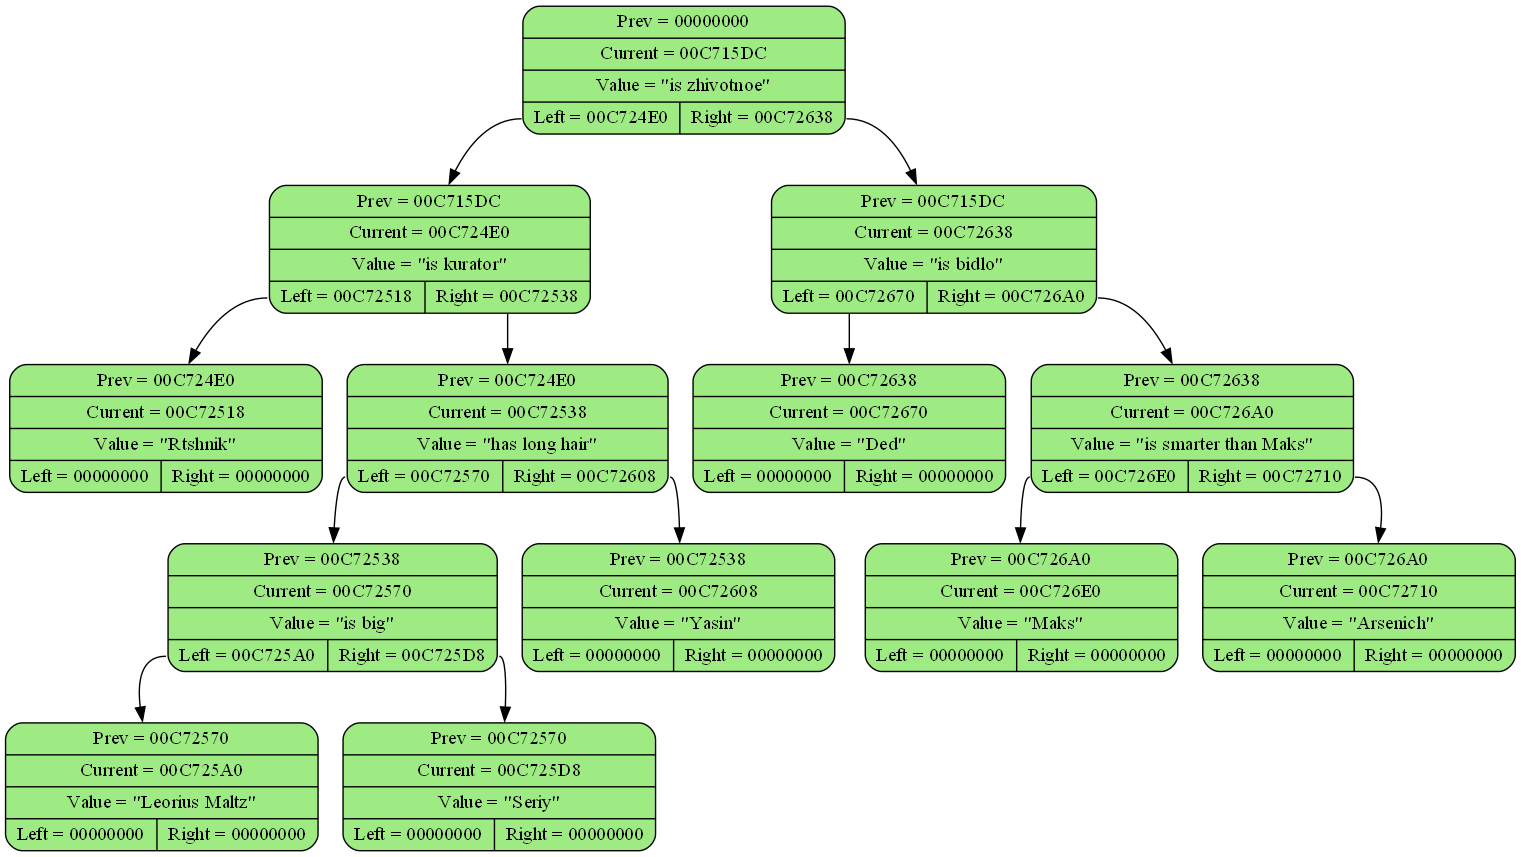 Prev = 00000000
Current = 00C715DC
Value = "is zhivotnoe"
Left = 00C724E0 Right = 00C72638
Prev = 00C715DC
Current = 00C724E0
Value = "is kurator"
Left = 00C72518 Right = 00C72538
Prev = 00C715DC
Current = 00C72638
Value = "is bidlo"
Left = 00C72670 Right = 00C726A0
Prev = 00C724E0
Current = 00C72518
Value = "Rtshnik"
Left = 00000000 Right = 00000000
Prev = 00C724E0
Current = 00C72538
Value = "has long hair"
Left = 00C72570 Right = 00C72608
Prev = 00C72638
Current = 00C72670
Value = "Ded"
Left = 00000000 Right = 00000000
Prev = 00C72638
Current = 00C726A0
Value = "is smarter than Maks"
Left = 00C726E0 Right = 00C72710
Prev = 00C72538
Current = 00C72570
Value = "is big"
Left = 00C725A0 Right = 00C725D8
Prev = 00C72538
Current = 00C72608
Value = "Yasin"
Left = 00000000 Right = 00000000
Prev = 00C726A0
Current = 00C726E0
Value = "Maks"
Left = 00000000 Right = 00000000
Prev = 00C726A0
Current = 00C72710
Value = "Arsenich"
Left = 00000000 Right = 00000000
Prev = 00C72570
Current = 00C725A0
Value = "Leorius Maltz"
Left = 00000000 Right = 00000000
Prev = 00C72570
Current = 00C725D8
Value = "Seriy"
Left = 00000000 Right = 00000000